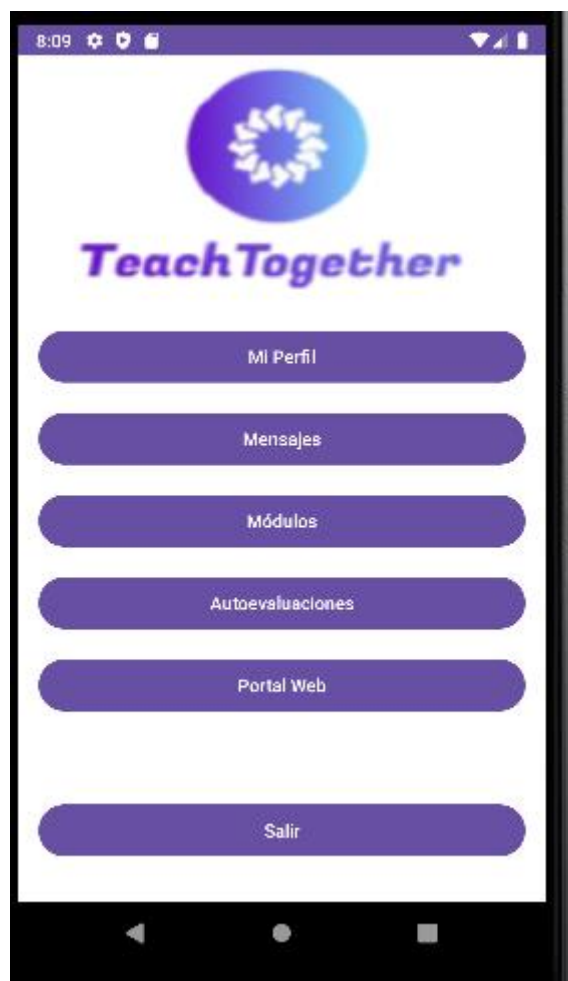 8:09
TeachTogether
Mi Perfil
Mensajes
Módulos
Autoevaluaciones
Portal Web
Salir